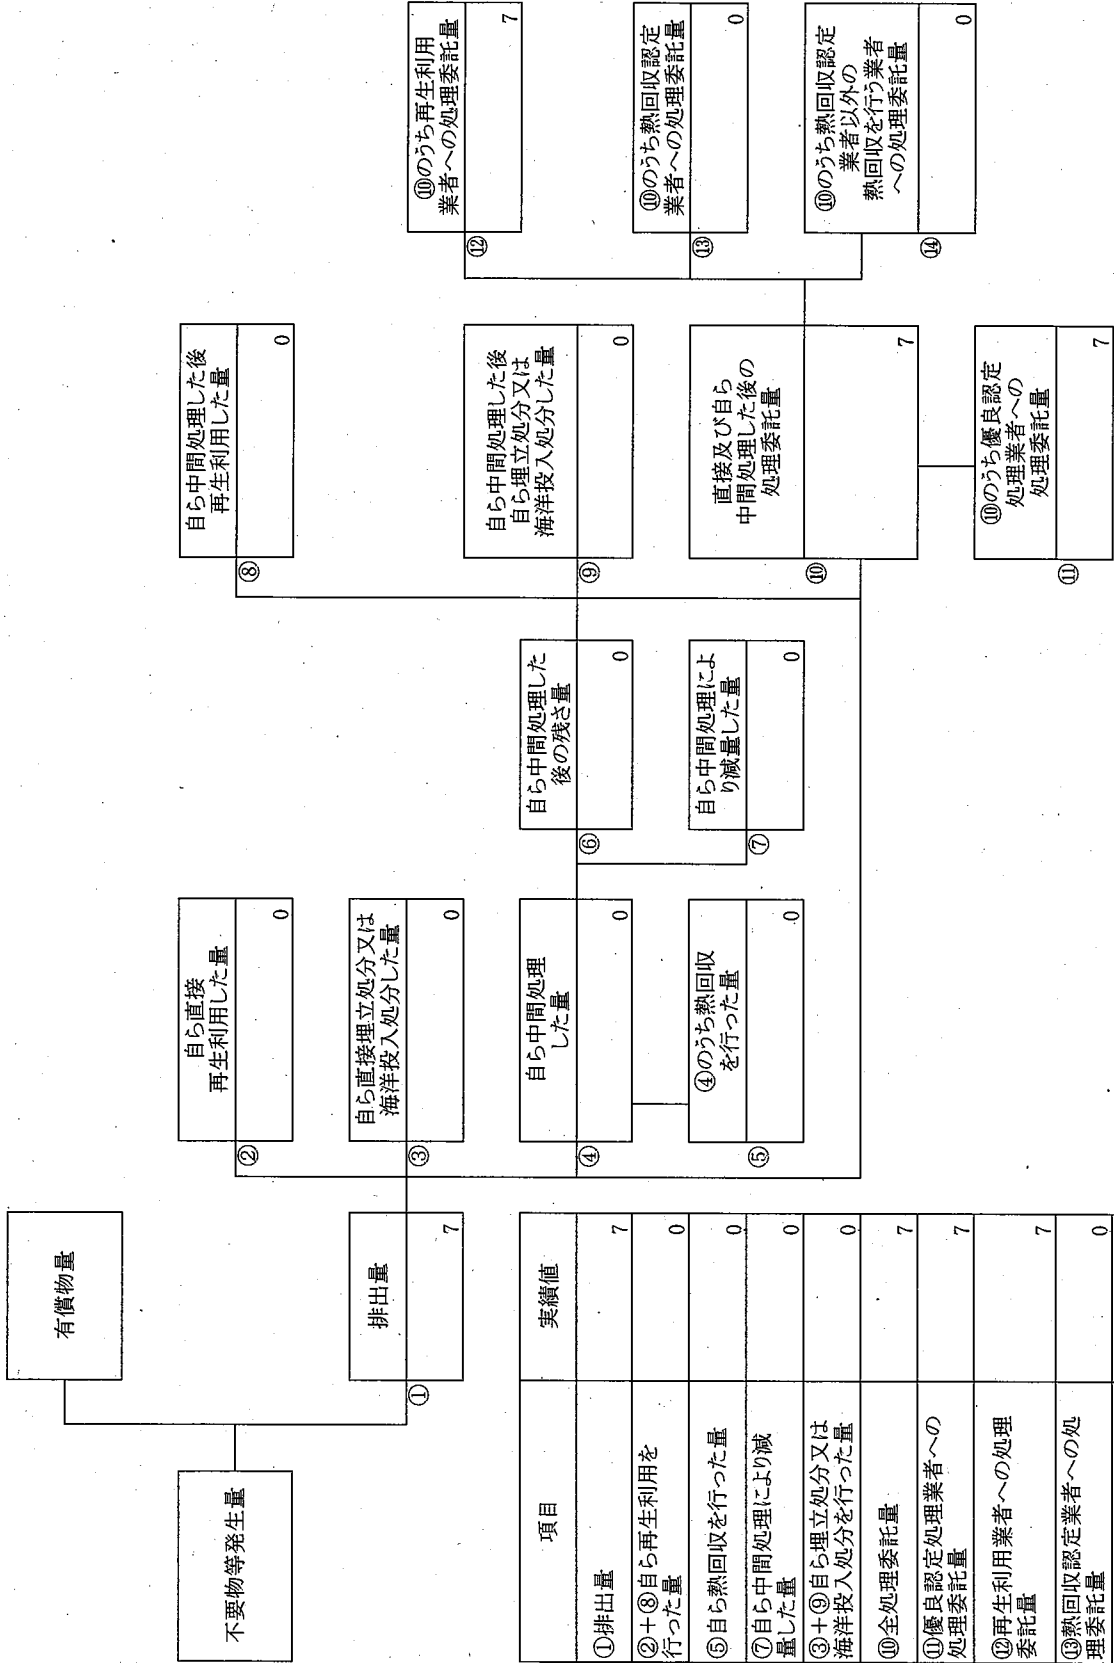 不要物等発生量
有償物量
①
排出量
7
②
自ら直接
再生利用した量
0
③
自ら直接埋立処分又は
海洋投入処分した量
0
④
自ら中間処理
した量
0
⑤
④のうち熱回収
を行った量
0
⑥
自ら中間処理した
後の残さ量
0
⑦
自ら中間処理によ
り減量した量
0
⑧
自ら中間処理した後
再生利用した量
0
⑨
自ら中間処理した後
自ら埋立処分又は
海洋投入処分した量
0
⑩
直接及び自ら
中間処理した後の
処理委託量
7
⑪
⑩のうち優良認定
処理業者への
処理委託量
7
⑫
⑩のうち再生利用
業者への処理委託量
7
⑬
⑩のうち熱回収認定
業者への処理委託量
0
⑭
⑩のうち熱回収認定
業者以外の
熱回収を行う業者
への処理委託量
0
項目 実績値
①排出量 7
②+⑧自ら再生利用を
行った量 0
⑤自ら熱回収を行った量 0
⑦自ら中間処理により減
量した量 0
③+⑨自ら埋立処分又は
海洋投入処分を行った量 0
⑩全処理委託量 7
⑪優良認定処理業者への
処理委託量 7
⑫再生利用業者への処理
委託量 7
⑬熱回収認定業者への処
理委託量 0